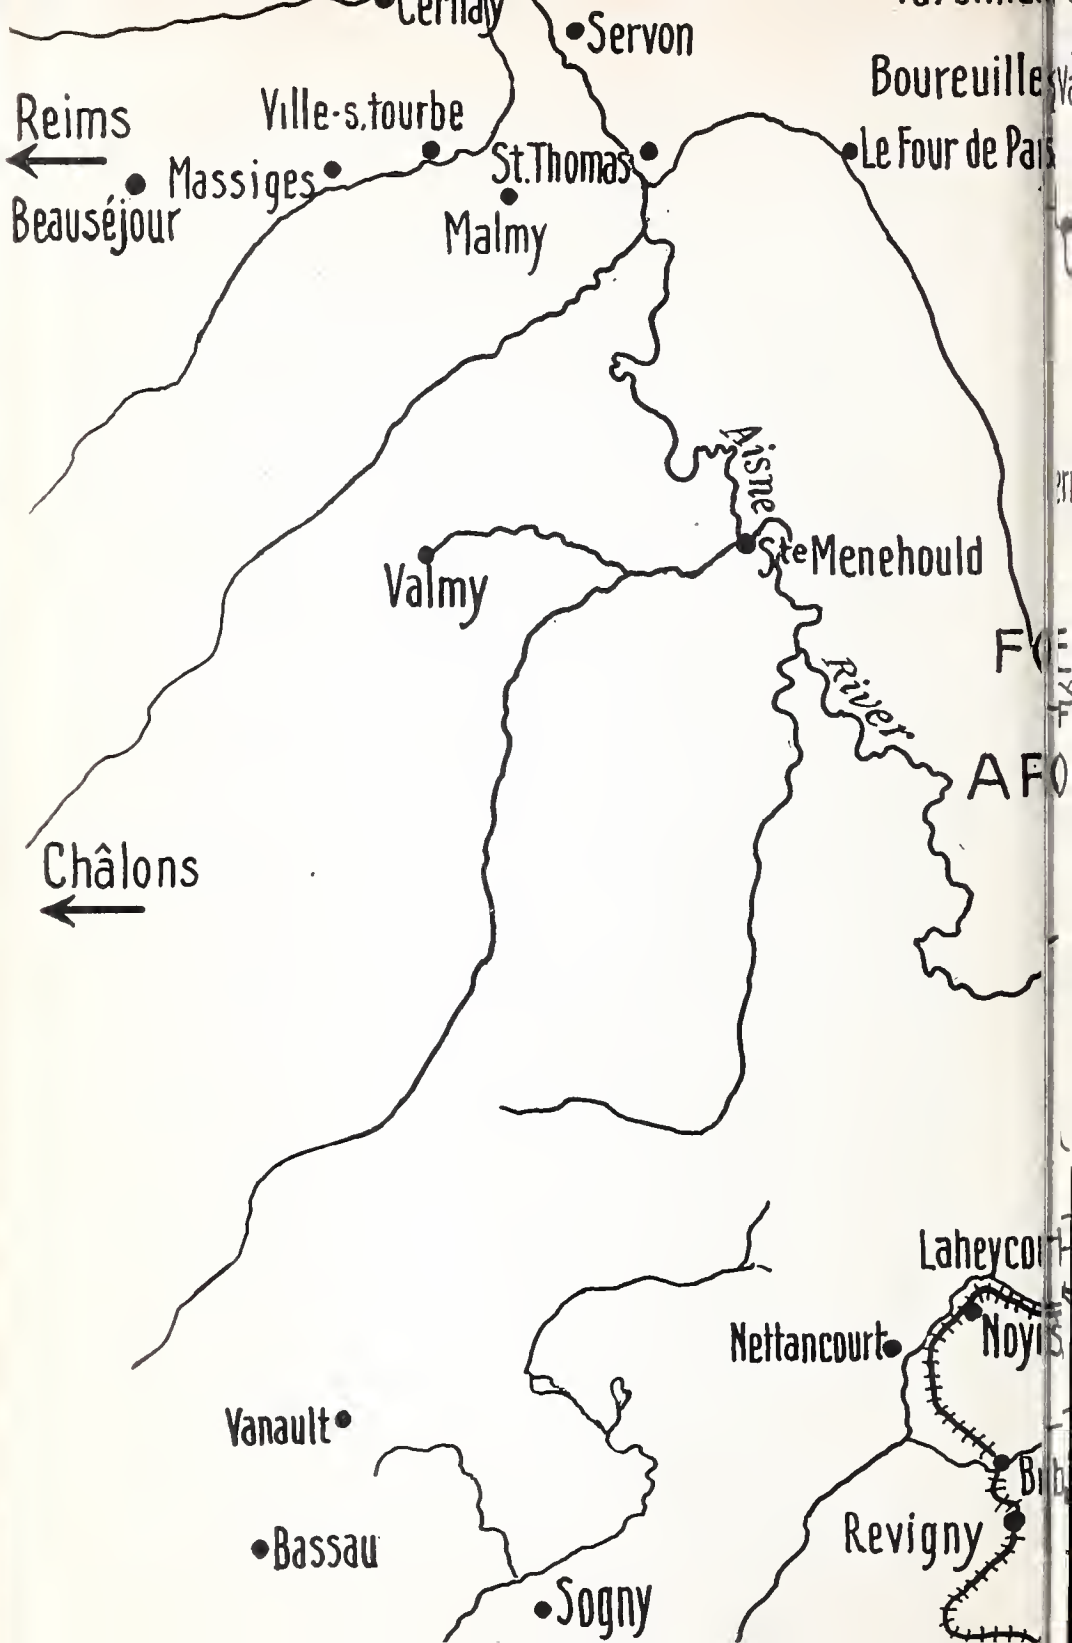 Cernay
Servon
Boureuille
Reims
Ville-s.tourbe
St.Thomas
Le Four de Paris
Massiges
Beauséjour
Malmy
Aisne
Ste Menehould
Valmy
River
Châlons
Nettancourt
Vanault
Bassau
Revigny
Sogny